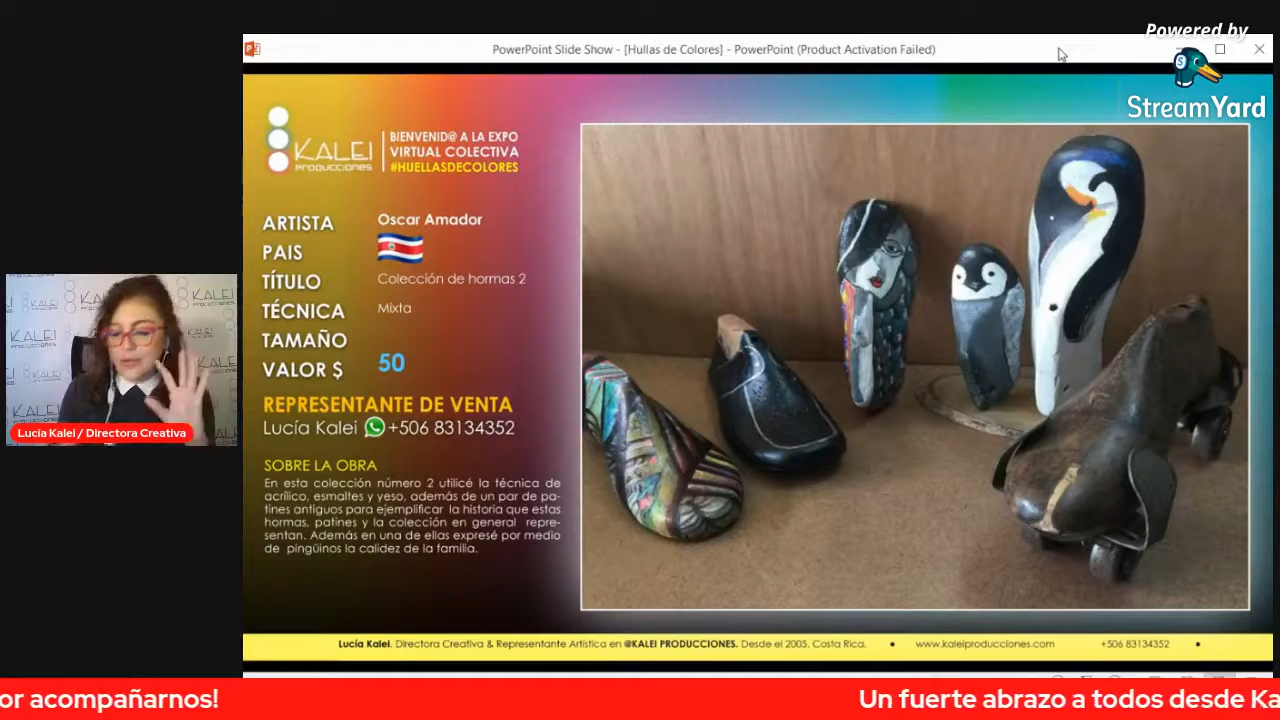 Powered by
StreamYard
PowerPoint Slide Show - [Hullas de Colores] - PowerPoint (Product Activation Failed)
KALEI
PRODUCCIONES
BIENVENID@ A LA EXPO
VIRTUAL COLECTIVA
#HUELLASDECOLORES
ARTISTA Oscar Amador
PAIS
TÍTULO Colección de hormas 2
TÉCNICA Mixta
TAMAÑO
VALOR $ 50
REPRESENTANTE DE VENTA
Lucía Kalei +506 83134352
SOBRE LA OBRA
En esta colección número 2 utilicé la técnica de
acrílico, esmaltes y yeso, además de un par de pa-
tines antiguos para ejemplificar la historia que estas
hormas, patines y la colección en general repre-
sentan. Además en una de ellas expresé por medio
de pingüinos la calidez de la familia.
KALEI
PRODUCCIONES
Lucía Kalei / Directora Creativa
Lucía Kalei. Directora Creativa & Representante Artística en @KALEI PRODUCCIONES. Desde el 2005. Costa Rica. • www.kaleiproducciones.com +506 83134352 •
or acompañarnos! Un fuerte abrazo a todos desde Ka